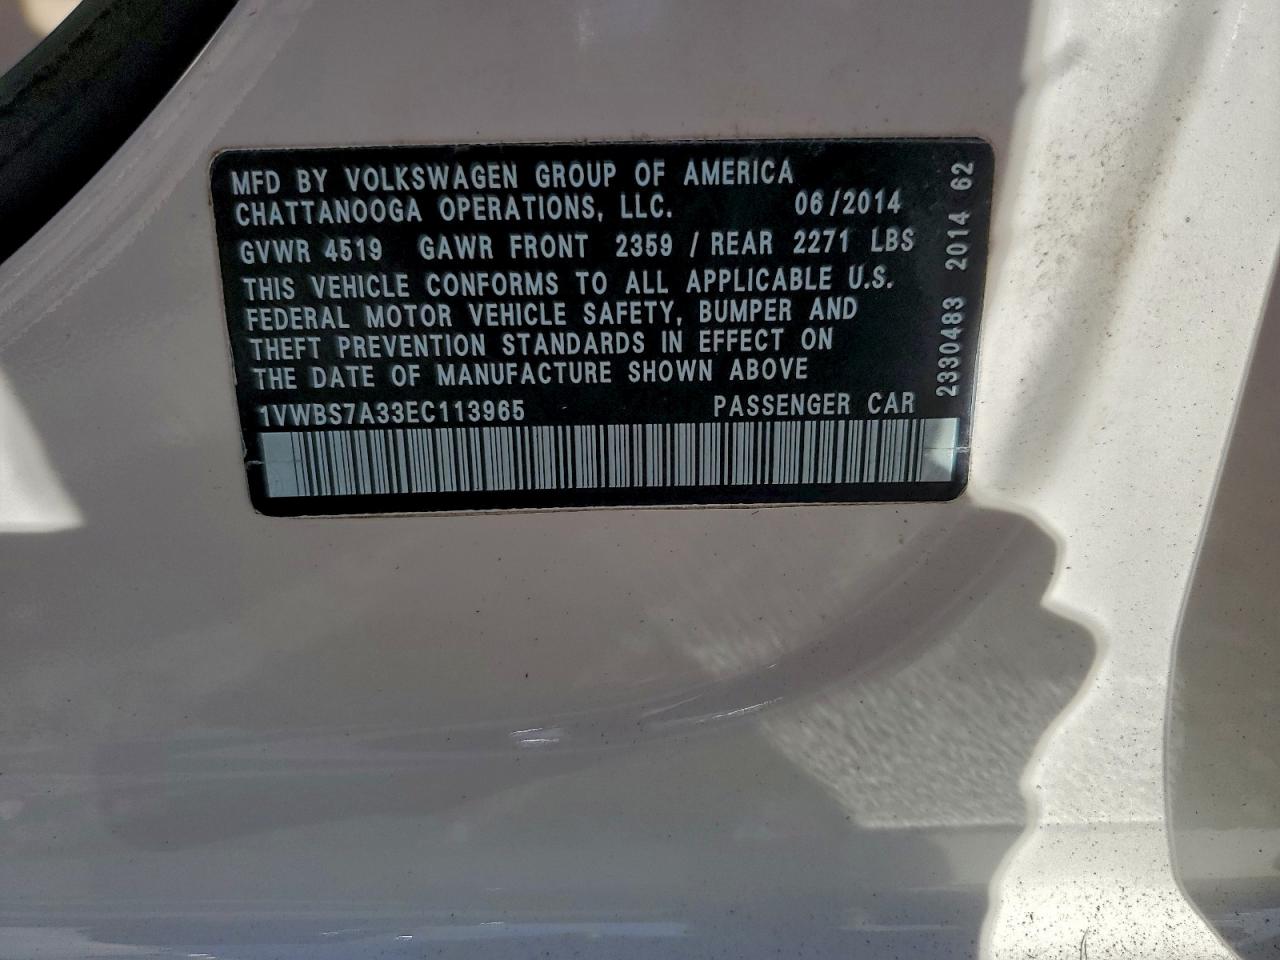 MFD BY VOLKSWAGEN GROUP OF AMERICA
CHATTANOOGA OPERATIONS, LLC. 06/2014
GVWR 4519 GAWR FRONT 2359 / REAR 2271 LBS
THIS VEHICLE CONFORMS TO ALL APPLICABLE U.S.
FEDERAL MOTOR VEHICLE SAFETY, BUMPER AND
THEFT PREVENTION STANDARDS IN EFFECT ON
THE DATE OF MANUFACTURE SHOWN ABOVE
1VWBS7A33EC113965 PASSENGER CAR
2330483 2014 62